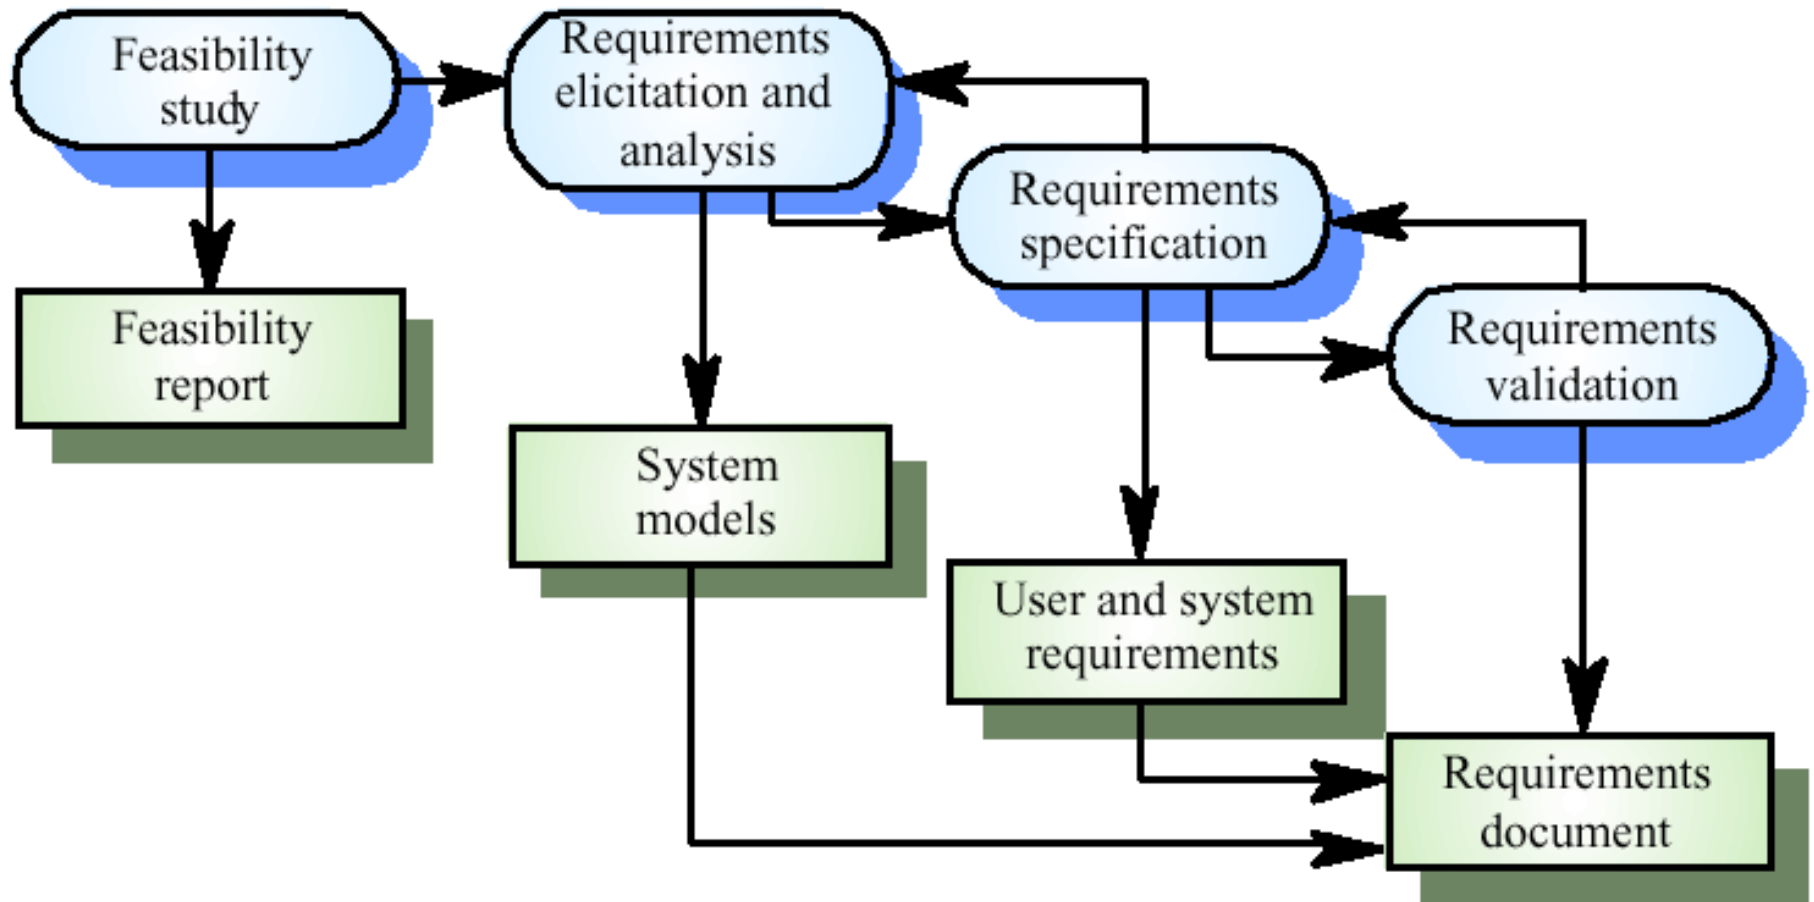 Feasibility
study
Requirements
elicitation and
analysis
Requirements
specification
Requirements
validation
Feasibility
report
System
models
User and system
requirements
Requirements
document